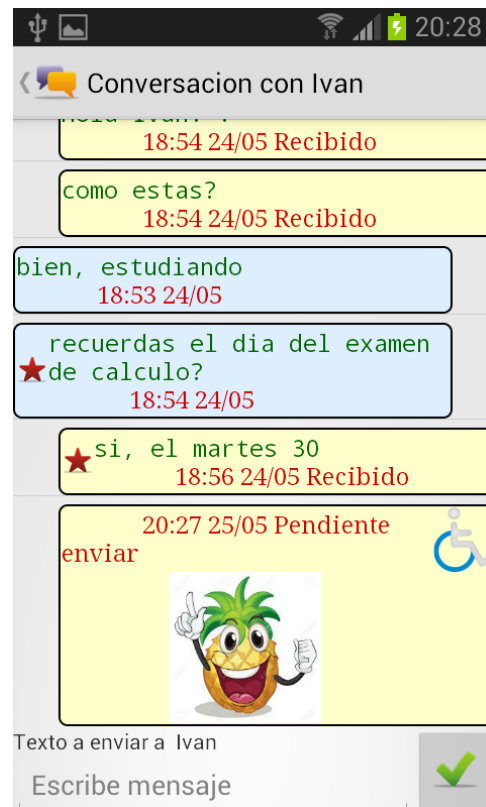 20:28
Conversacion con Ivan
18:54 24/05 Recibido
como estas?
18:54 24/05 Recibido
bien, estudiando
18:53 24/05
recuerdas el dia del examen
de calculo?
18:54 24/05
si, el martes 30
18:56 24/05 Recibido
20:27 25/05 Pendiente
enviar
Texto a enviar a Ivan
Escribe mensaje